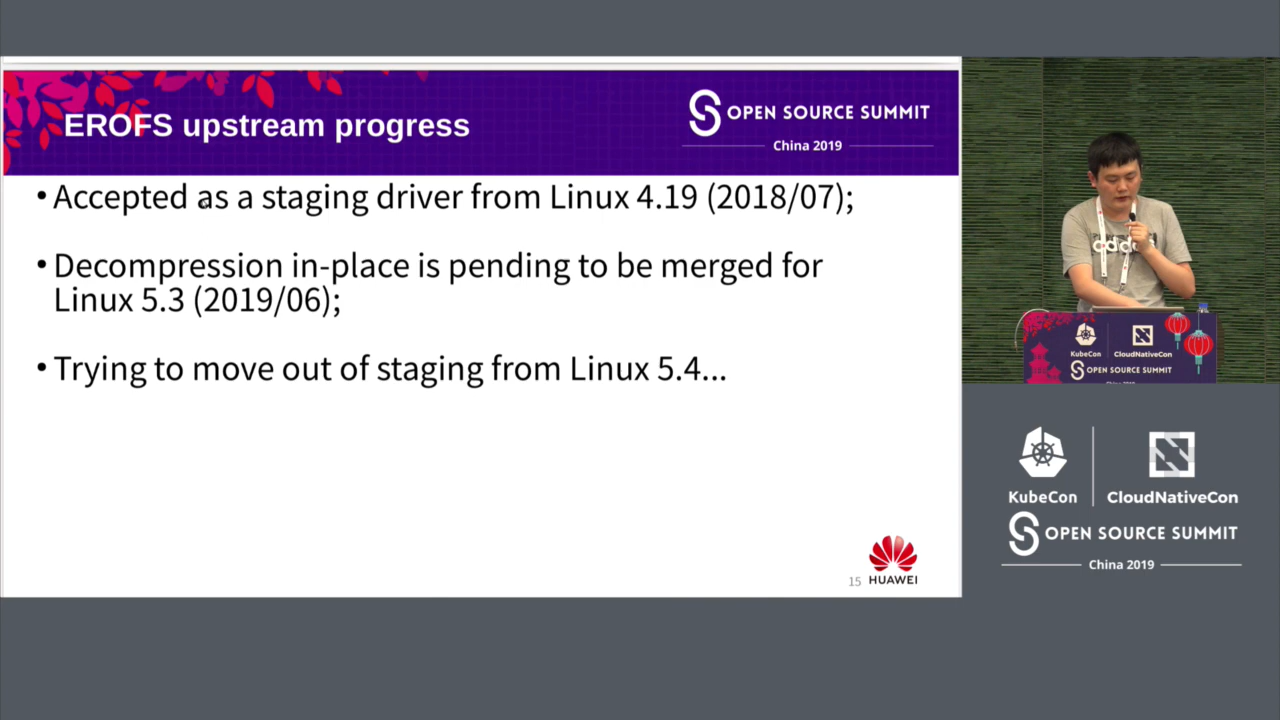 EROFS upstream progress
OPEN SOURCE SUMMIT
China 2019
• Accepted as a staging driver from Linux 4.19 (2018/07);
• Decompression in-place is pending to be merged for
Linux 5.3 (2019/06);
• Trying to move out of staging from Linux 5.4...
15
HUAWEI
KubeCon
CloudNativeCon
OPEN SOURCE SUMMIT
KubeCon
CloudNativeCon
OPEN SOURCE SUMMIT
China 2019